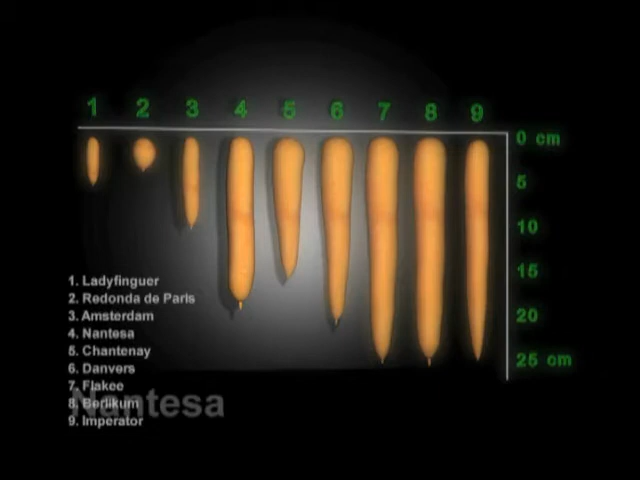 1 2 3 4 5 6 7 8 9
0 cm
5
10
15
20
25 cm
1. Ladyfinguer
2. Redonda de Paris
3. Amsterdam
4. Nantesa
5. Chantenay
6. Danvers
7. Flakee
8. Berlikum
9. Imperator
Nantesa